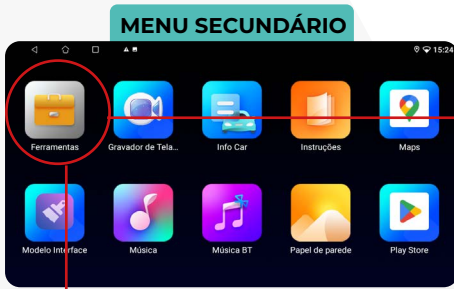 MENU SECUNDÁRIO
15:24
Ferramentas
Gravador de Tela...
Info Car
Instruções
Maps
Modelo Interface
Música
Música BT
Papel de parede
Play Store